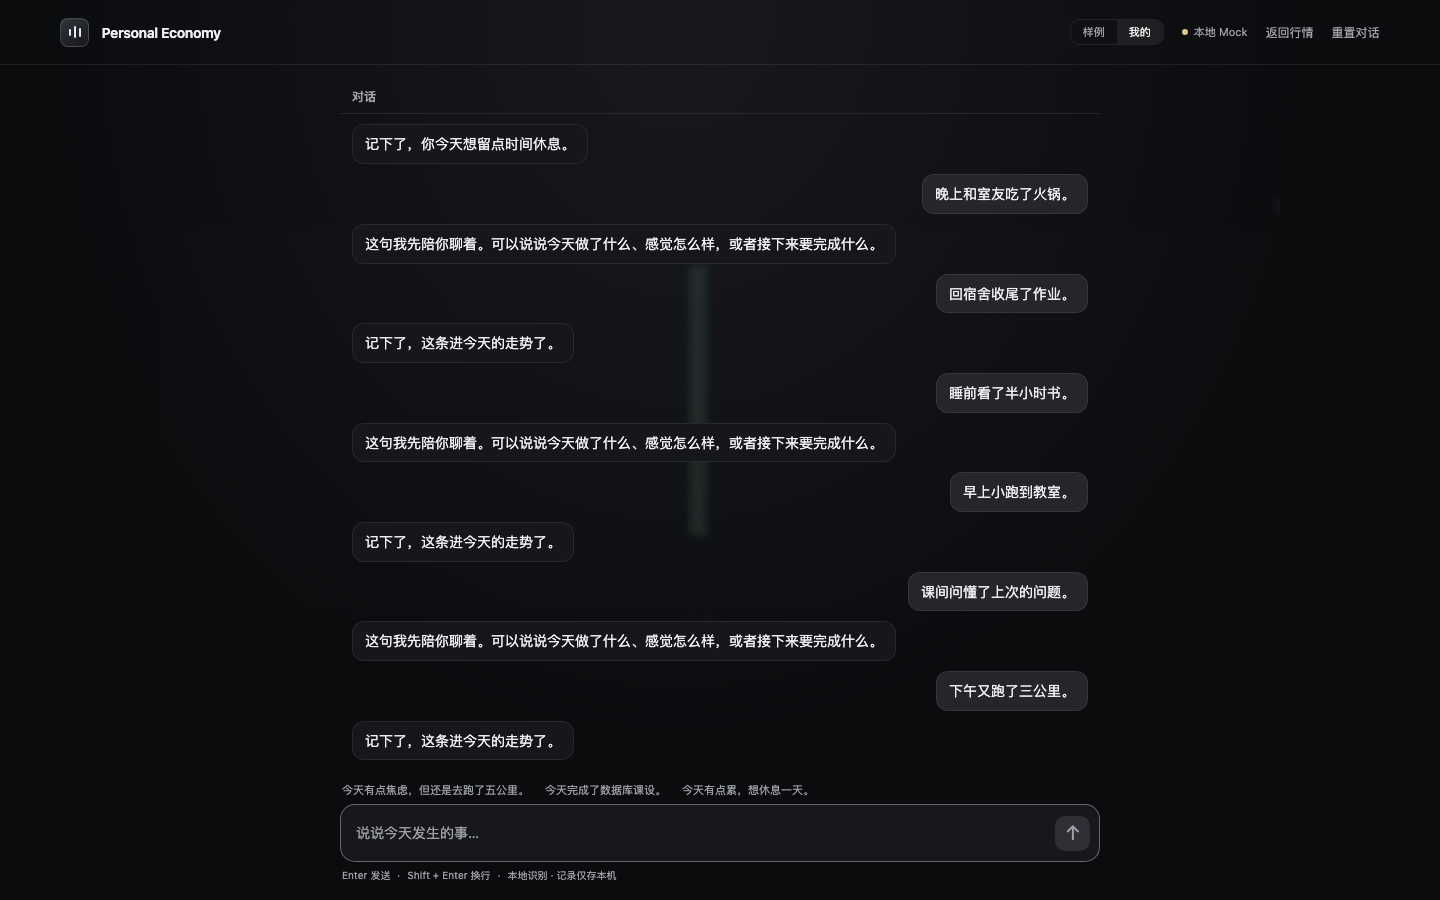 Personal Economy
样例 我的 本地 Mock 返回行情 重置对话
对话
记下了，你今天想留点时间休息。
晚上和室友吃了火锅。
这句我先陪你聊着。可以说说今天做了什么、感觉怎么样，或者接下来要完成什么。
回宿舍收尾了作业。
记下了，这条进今天的走势了。
睡前看了半小时书。
这句我先陪你聊着。可以说说今天做了什么、感觉怎么样，或者接下来要完成什么。
早上小跑到教室。
记下了，这条进今天的走势了。
课间问懂了上次的问题。
这句我先陪你聊着。可以说说今天做了什么、感觉怎么样，或者接下来要完成什么。
下午又跑了三公里。
记下了，这条进今天的走势了。
今天有点焦虑，但还是去跑了五公里。 今天完成了数据库课设。 今天有点累，想休息一天。
说说今天发生的事...
Enter 发送 · Shift + Enter 换行 · 本地识别 · 记录仅存本机